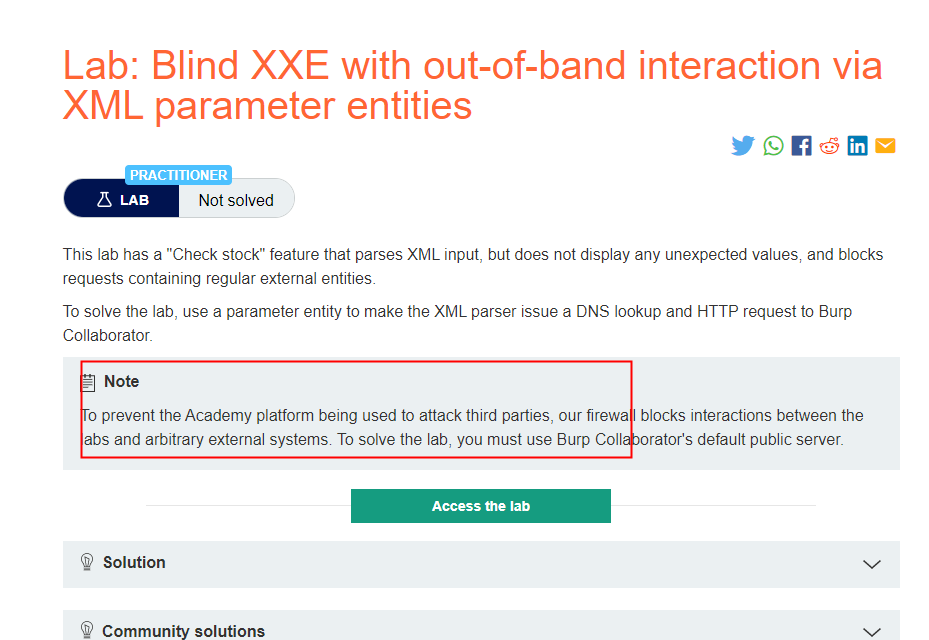 Lab: Blind XXE with out-of-band interaction via
XML parameter entities
PRACTITIONER
LAB
Not solved
This lab has a "Check stock" feature that parses XML input, but does not display any unexpected values, and blocks
requests containing regular external entities.
To solve the lab, use a parameter entity to make the XML parser issue a DNS lookup and HTTP request to Burp
Collaborator.
Note
To prevent the Academy platform being used to attack third parties, our firewall blocks interactions between the
labs and arbitrary external systems. To solve the lab, you must use Burp Collaborator's default public server.
Access the lab
Solution
Community solutions